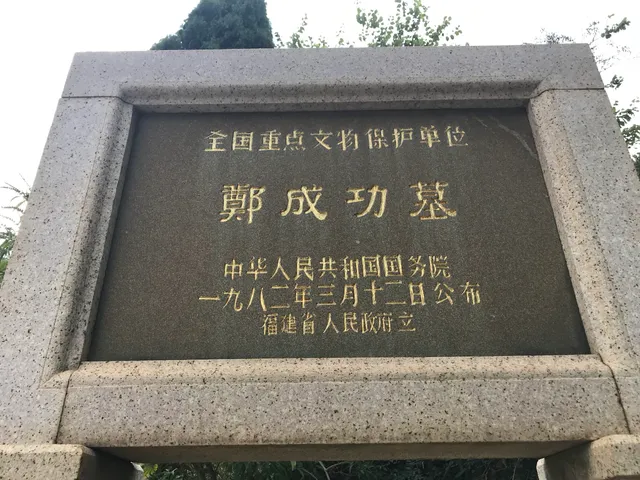 全国重点文物保护单位
鄭成功墓
中华人民共和国国务院
一九八二年三月十二日公布
福建省人民政府立